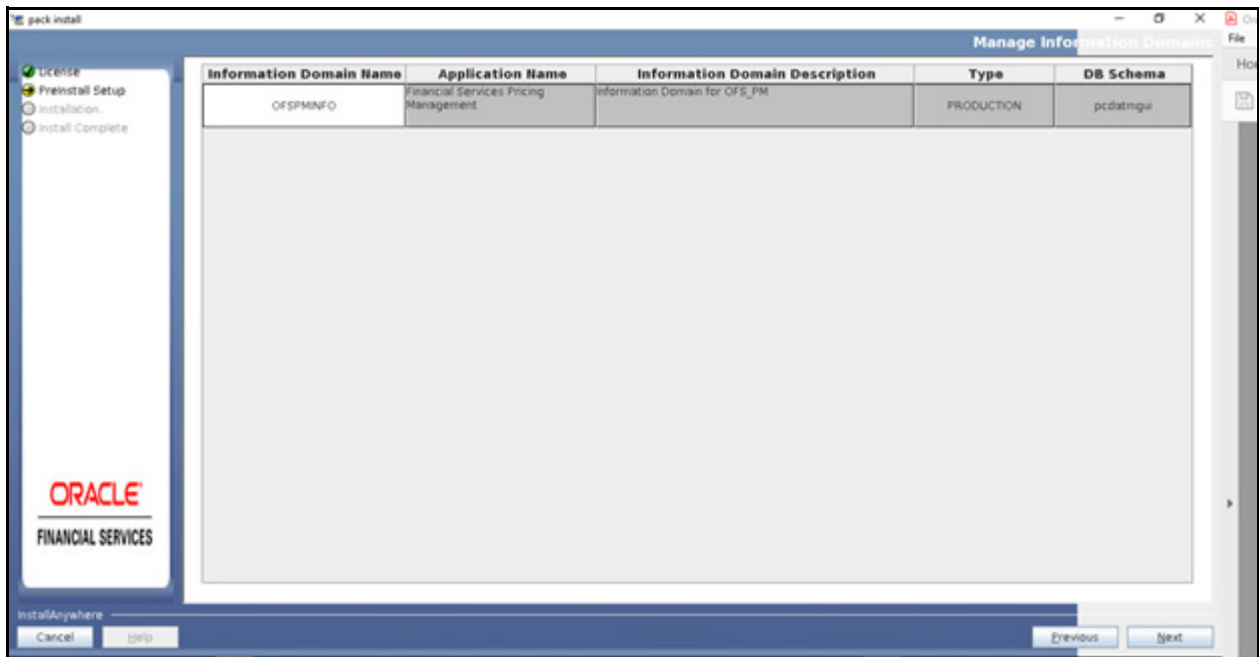 pack install
Manage Information Domains
File
License
Preinstall Setup
Installation.
Install Complete
Information Domain Name Application Name Information Domain Description Type DB Schema
OFSPMINFO Financial Services Pricing Information Domain for OFS_PM PRODUCTION pcdatmgui
Management
ORACLE
FINANCIAL SERVICES
InstallAnywhere
Cancel Help Previous Next